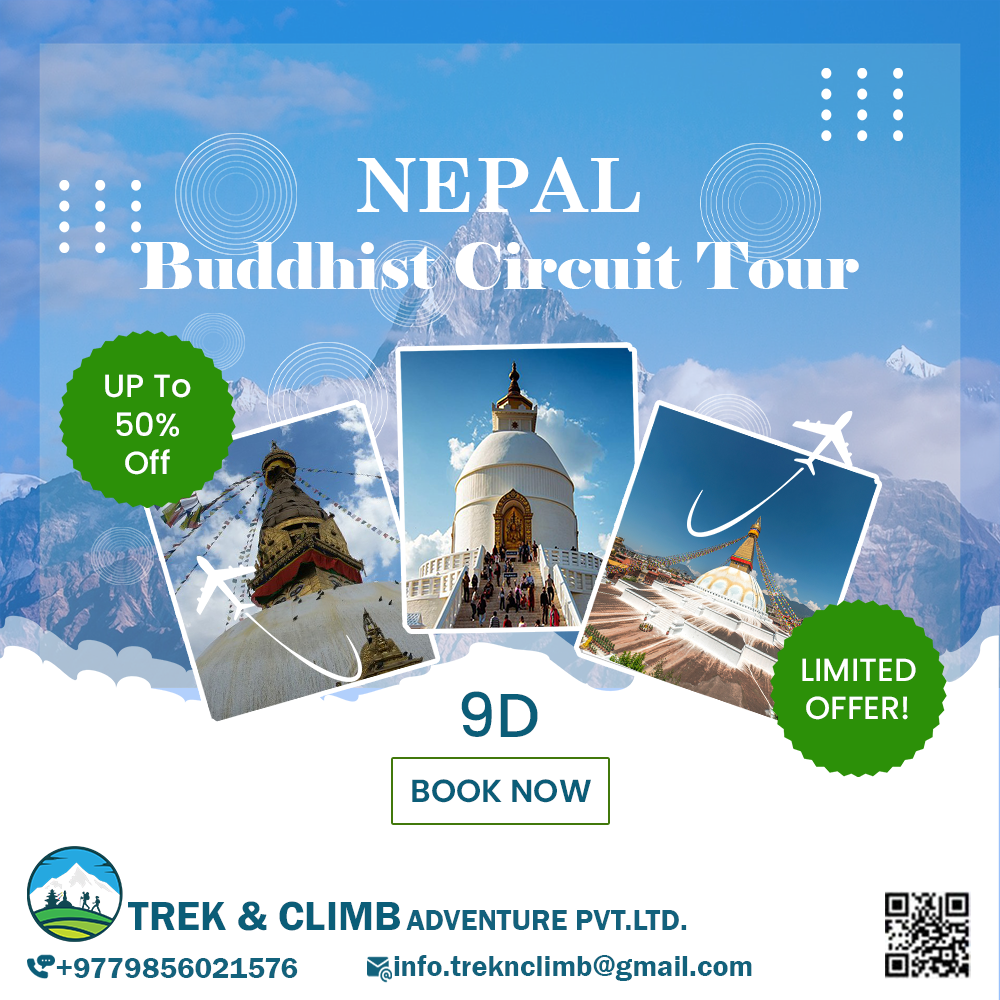 NEPAL
Buddhist Circuit Tour
UP To
50%
Off
LIMITED
OFFER!
9D
BOOK NOW
TREK & CLIMB ADVENTURE PVT.LTD.
+9779856021576
info.treknclimb@gmail.com